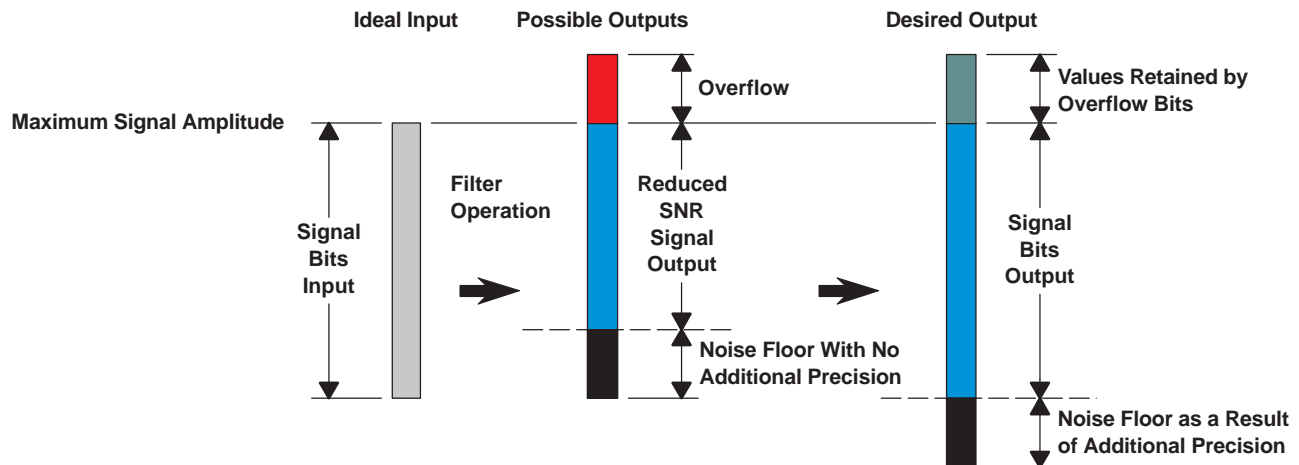 Ideal Input
Possible Outputs
Desired Output
Maximum Signal Amplitude
Overflow
Values Retained by
Overflow Bits
Signal
Bits
Input
Filter
Operation
Reduced
SNR
Signal
Output
Signal
Bits
Output
Noise Floor With No
Additional Precision
Noise Floor as a Result
of Additional Precision